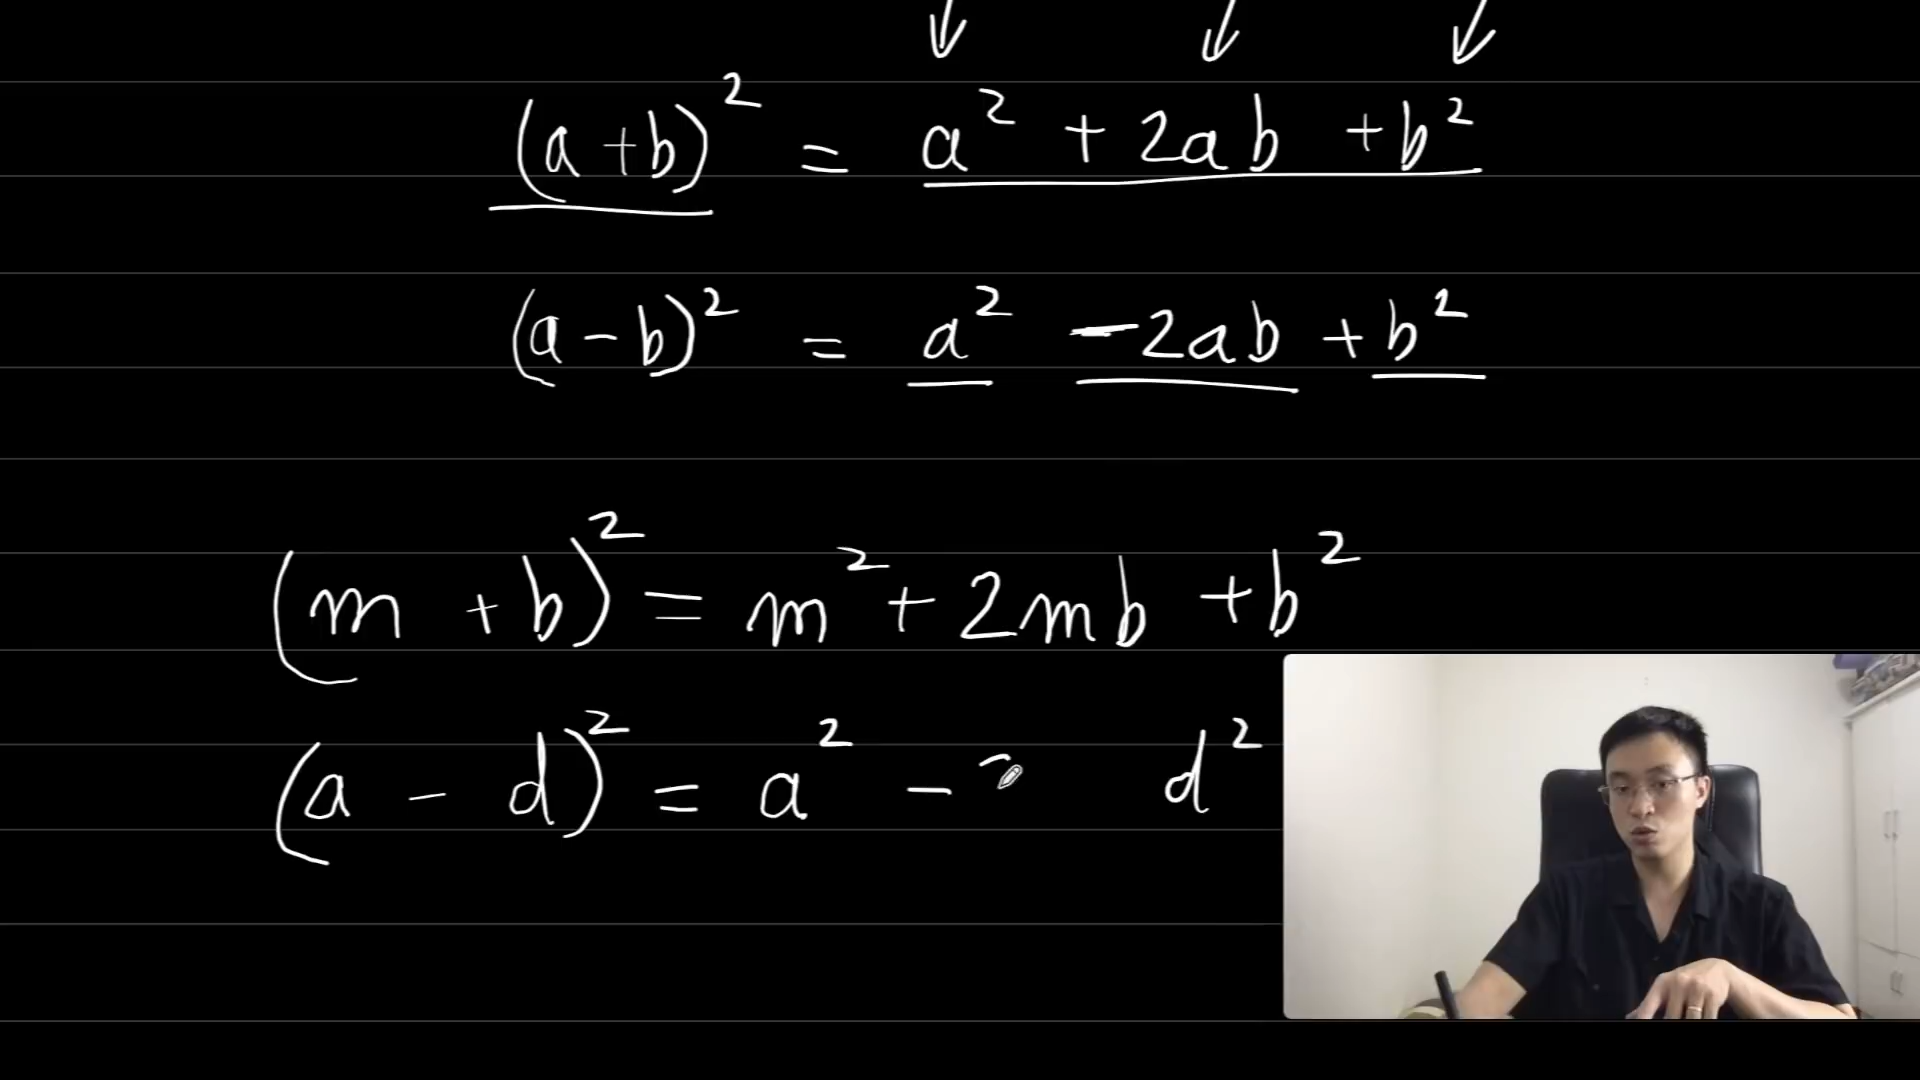 (a+b)² = a² + 2ab + b²
(a-b)² = a² - 2ab + b²
(m + b)² = m² + 2mb + b²
(a - d)² = a² - d²